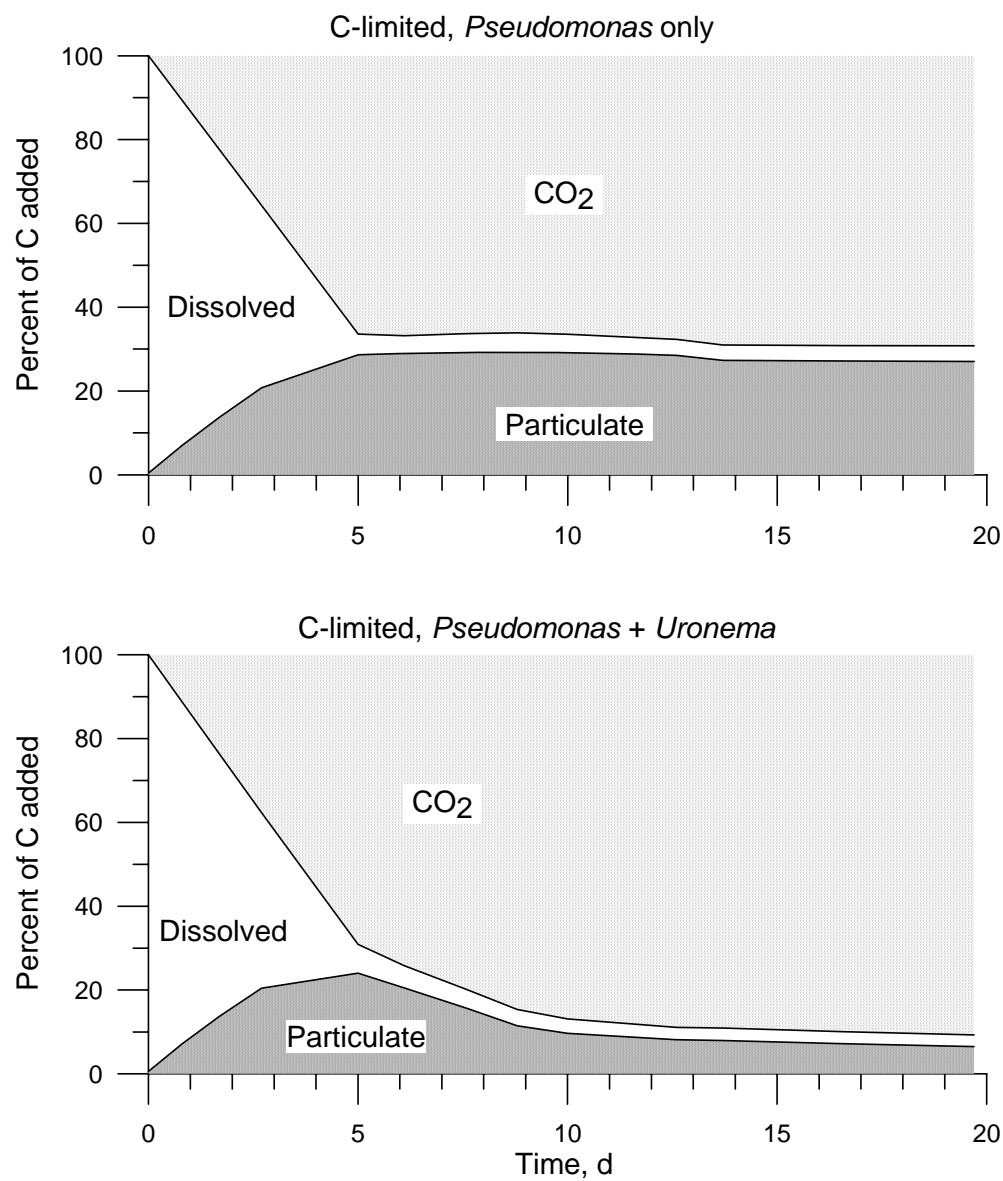 C-limited, Pseudomonas only
Percent of C added
100
80
60
40
20
0
CO2
Dissolved
Particulate
0 5 10 15 20
C-limited, Pseudomonas + Uronema
Percent of C added
100
80
60
40
20
0
CO2
Dissolved
Particulate
0 5 10 15 20
Time, d